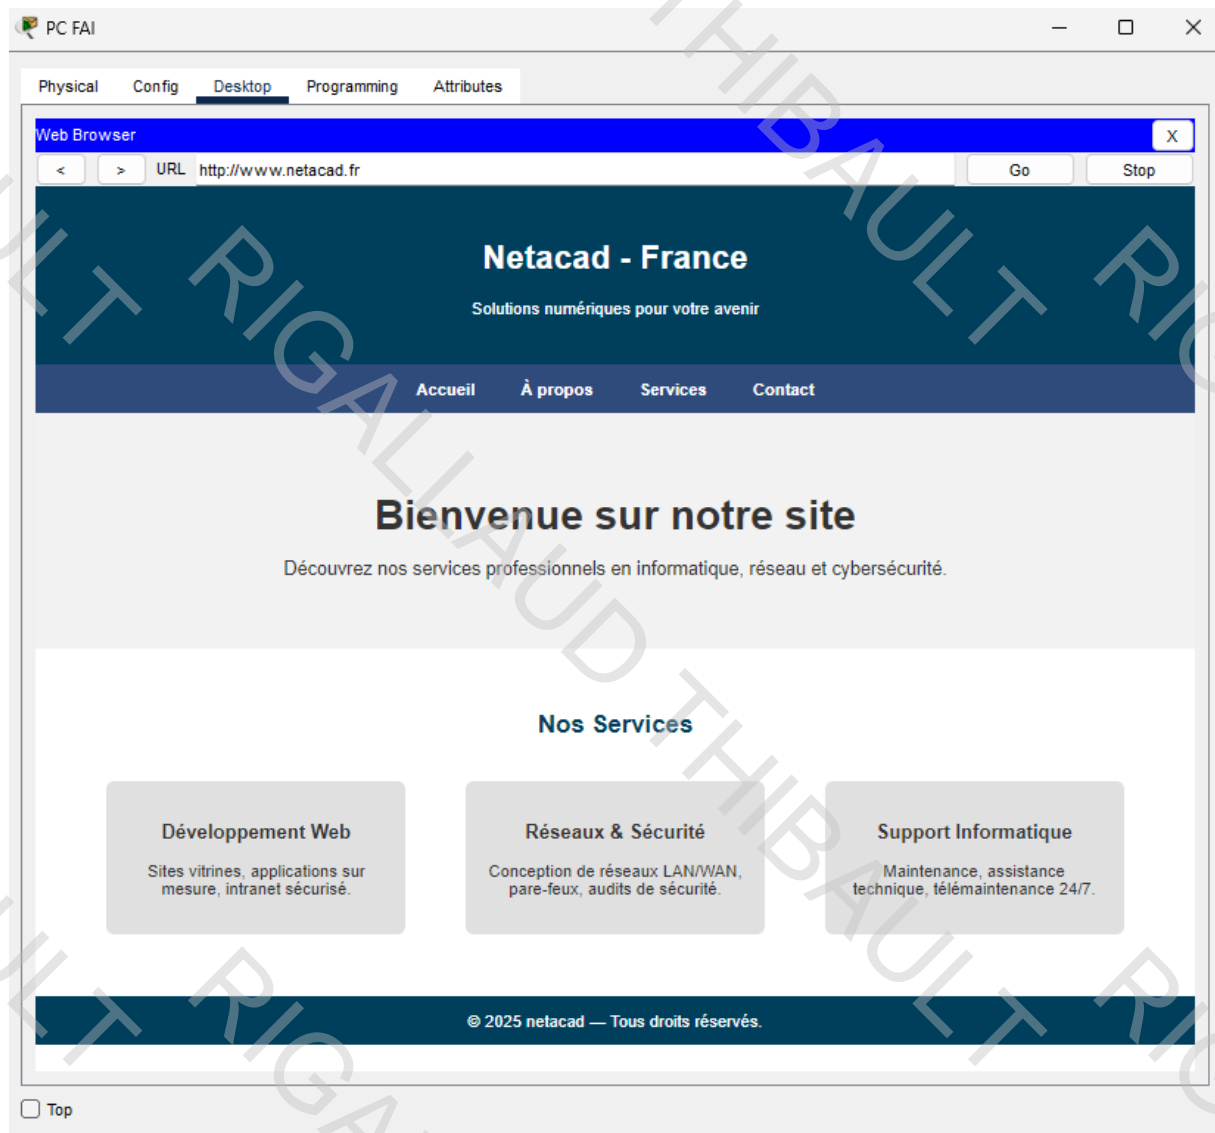 PC FAI
Physical Config Desktop Programming Attributes
Web Browser X
< > URL http://www.netacad.fr Go Stop
Netacad - France
Solutions numériques pour votre avenir
Accueil À propos Services Contact
Bienvenue sur notre site
Découvrez nos services professionnels en informatique, réseau et cybersécurité.
Nos Services
Développement Web
Sites vitrines, applications sur
mesure, intranet sécurisé.
Réseaux & Sécurité
Conception de réseaux LAN/WAN,
pare-feux, audits de sécurité.
Support Informatique
Maintenance, assistance
technique, télémaintenance 24/7.
© 2025 netacad — Tous droits réservés.
Top
RIGALLAUD THIBAULT